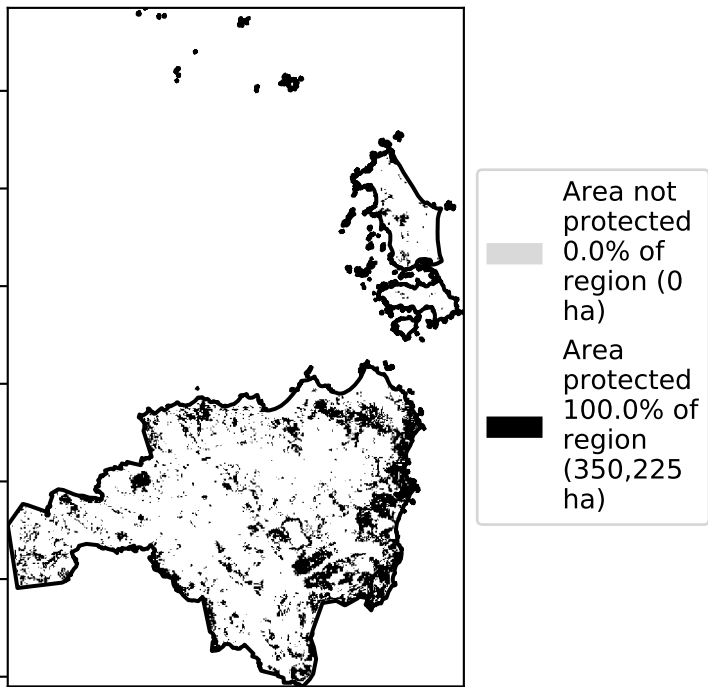 Area not
protected
0.0% of
region (0
ha)
Area
protected
100.0% of
region
(350,225
ha)